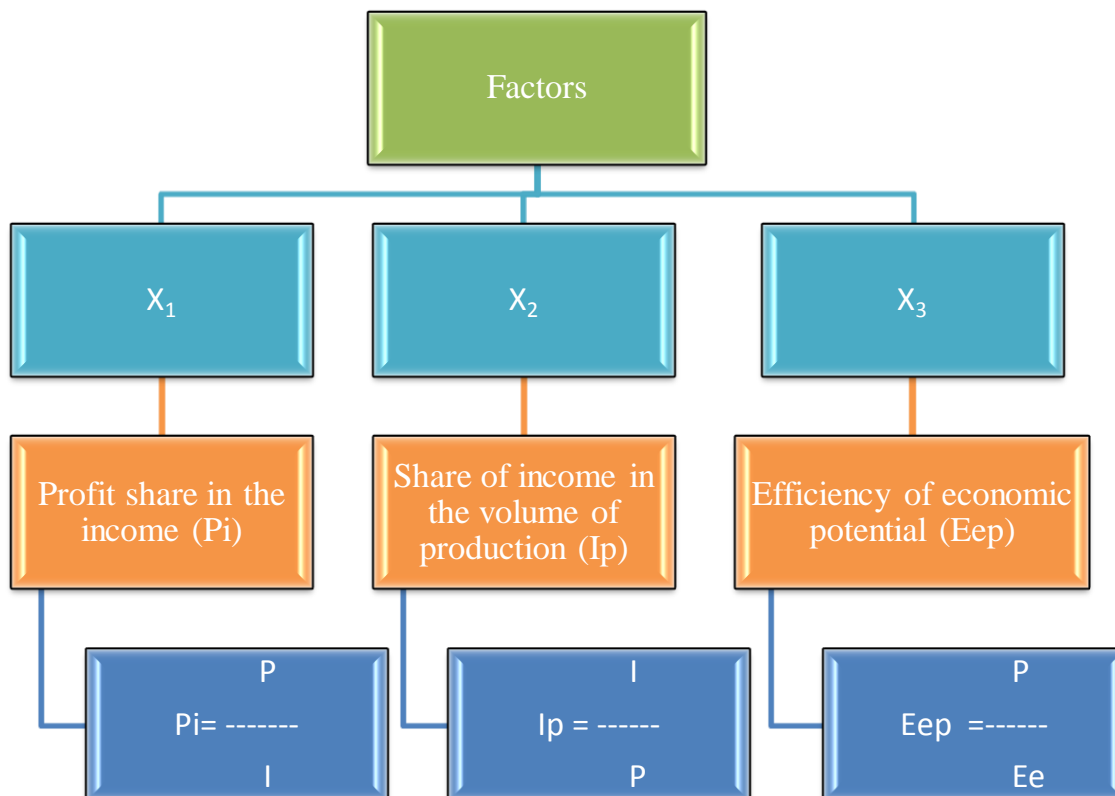 Factors
X₁
X₂
X₃
Profit share in the
income (Pi)
Share of income in
the volume of
production (Ip)
Efficiency of economic
potential (Eep)
P
Pi= -------
I
I
Ip = ------
P
P
Eep =------
Ee